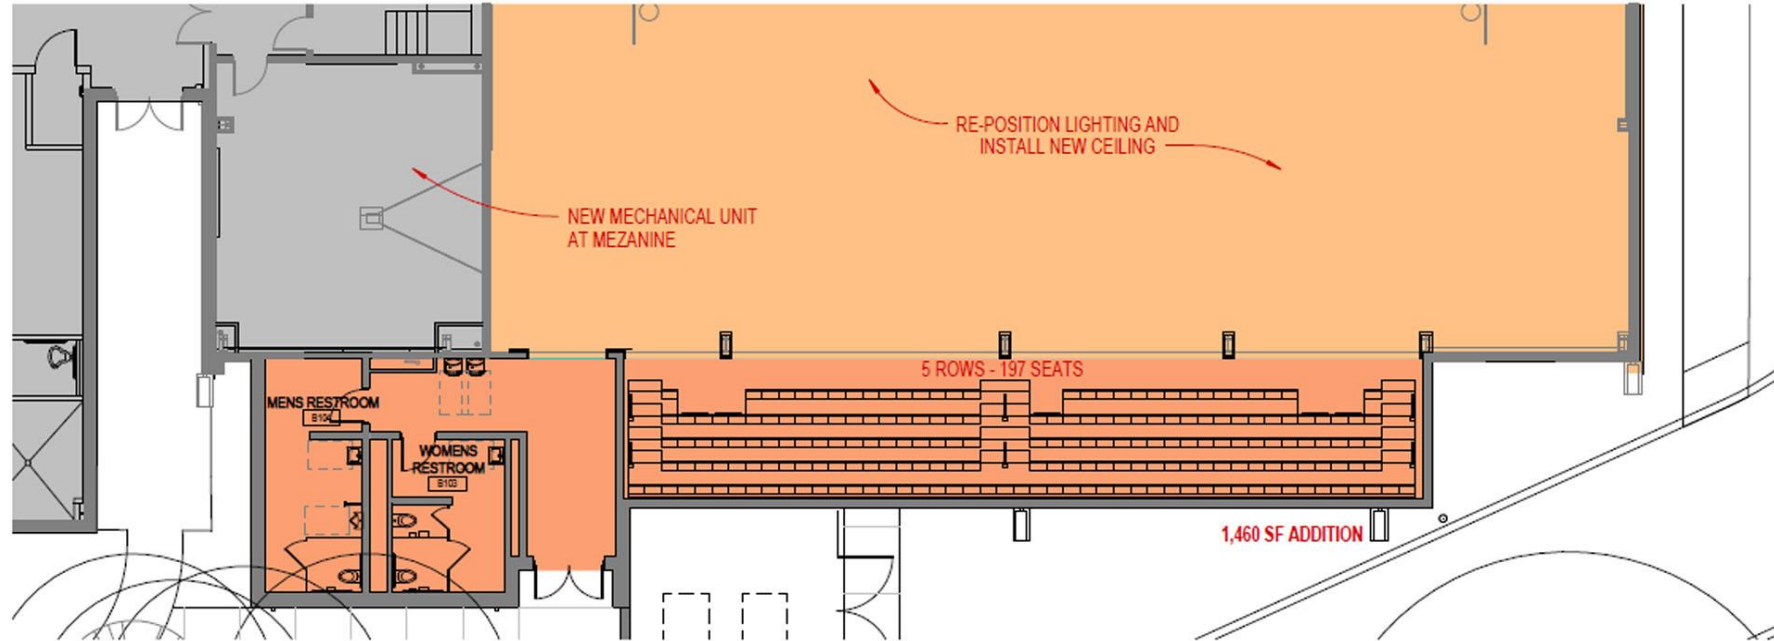 RE-POSITION LIGHTING AND
INSTALL NEW CEILING
NEW MECHANICAL UNIT
AT MEZANINE
5 ROWS - 197 SEATS
MENS RESTROOM
B104
WOMENS
RESTROOM
B103
1,460 SF ADDITION